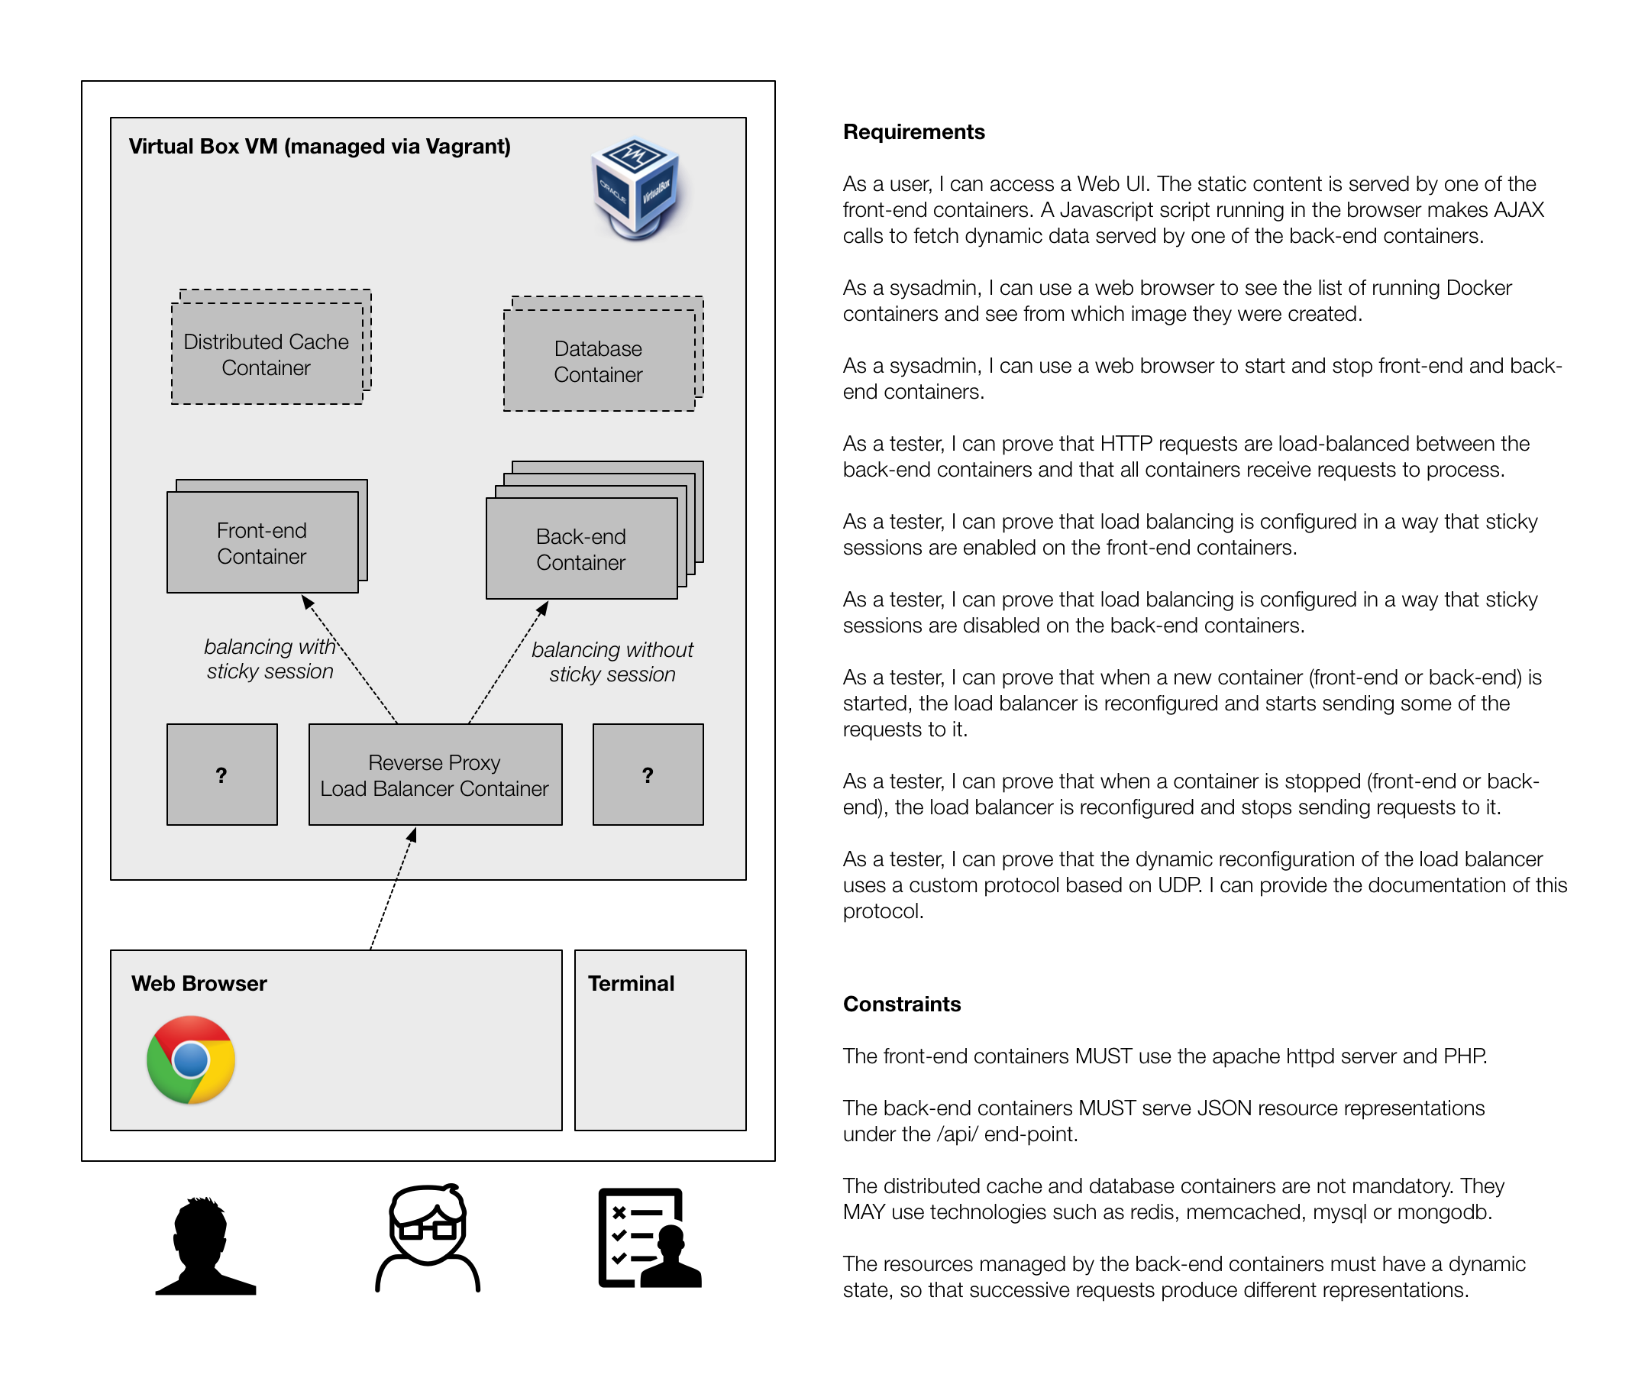 Virtual Box VM (managed via Vagrant)
ORACLE
VirtualBox
Distributed Cache
Container
Database
Container
Front-end
Container
Back-end
Container
balancing with
sticky session
balancing without
sticky session
?
Reverse Proxy
Load Balancer Container
?
Web Browser
Terminal
Requirements
As a user, I can access a Web UI. The static content is served by one of the
front-end containers. A Javascript script running in the browser makes AJAX
calls to fetch dynamic data served by one of the back-end containers.
As a sysadmin, I can use a web browser to see the list of running Docker
containers and see from which image they were created.
As a sysadmin, I can use a web browser to start and stop front-end and back-
end containers.
As a tester, I can prove that HTTP requests are load-balanced between the
back-end containers and that all containers receive requests to process.
As a tester, I can prove that load balancing is configured in a way that sticky
sessions are enabled on the front-end containers.
As a tester, I can prove that load balancing is configured in a way that sticky
sessions are disabled on the back-end containers.
As a tester, I can prove that when a new container (front-end or back-end) is
started, the load balancer is reconfigured and starts sending some of the
requests to it.
As a tester, I can prove that when a container is stopped (front-end or back-
end), the load balancer is reconfigured and stops sending requests to it.
As a tester, I can prove that the dynamic reconfiguration of the load balancer
uses a custom protocol based on UDP. I can provide the documentation of this
protocol.
Constraints
The front-end containers MUST use the apache httpd server and PHP.
The back-end containers MUST serve JSON resource representations
under the /api/ end-point.
The distributed cache and database containers are not mandatory. They
MAY use technologies such as redis, memcached, mysql or mongodb.
The resources managed by the back-end containers must have a dynamic
state, so that successive requests produce different representations.